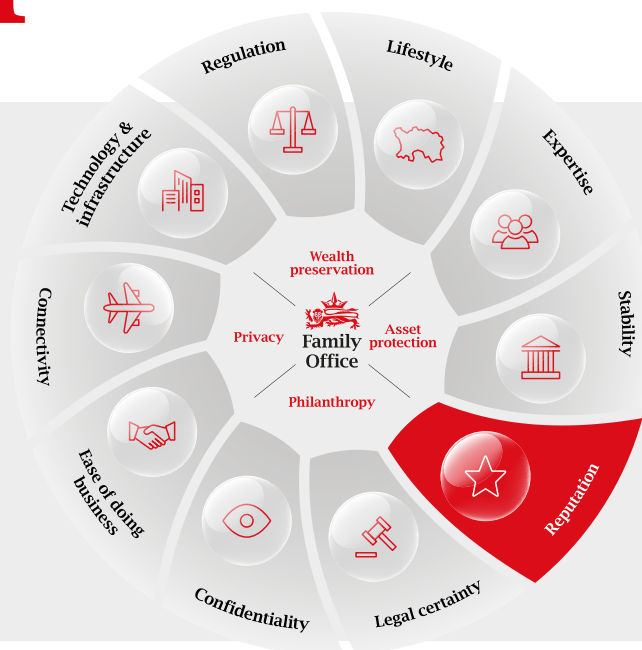 Regulation
Lifestyle
Expertise
Stability
Reputation
Legal certainty
Confidentiality
Ease of doing
business
Connectivity
Technology &
infrastructure
Wealth
preservation
Privacy
Family
Office
Asset
protection
Philanthropy